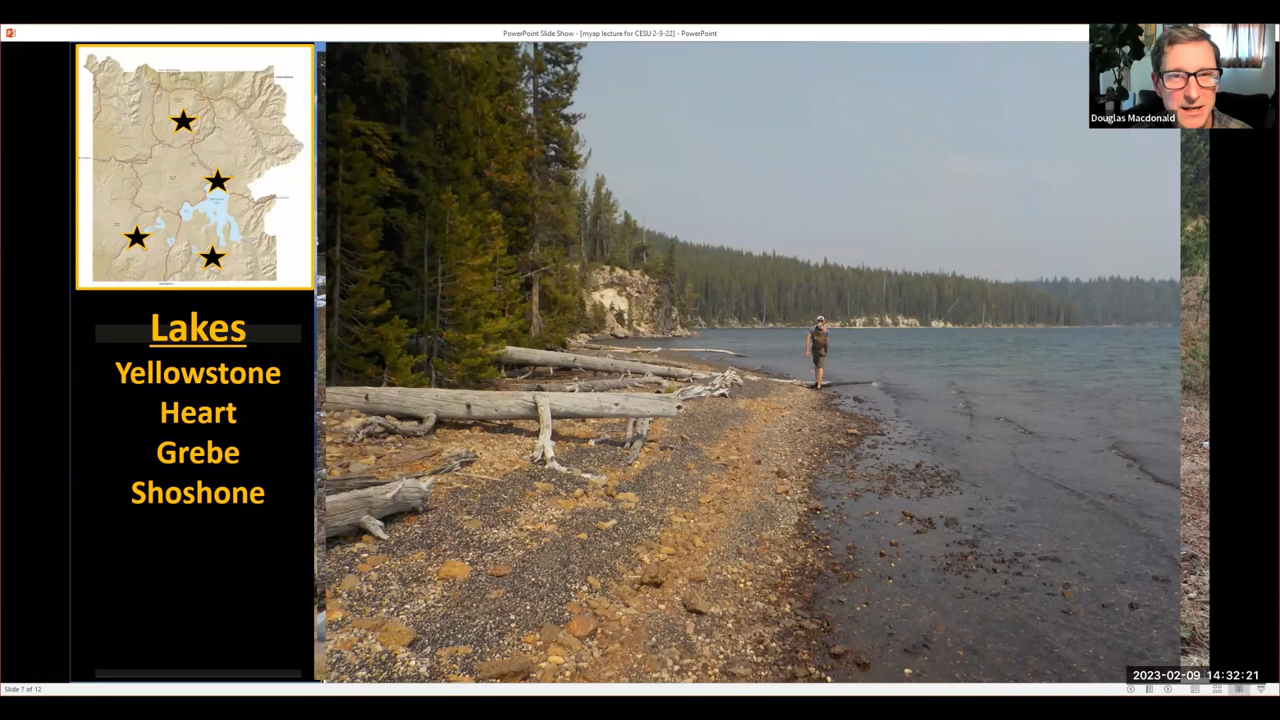 PowerPoint Slide Show - [myap lecture for CESU 2-9-22] - PowerPoint
Douglas Macdonald
Lakes
Yellowstone
Heart
Grebe
Shoshone
2023-02-09 14:32:21
Slide 7 of 12